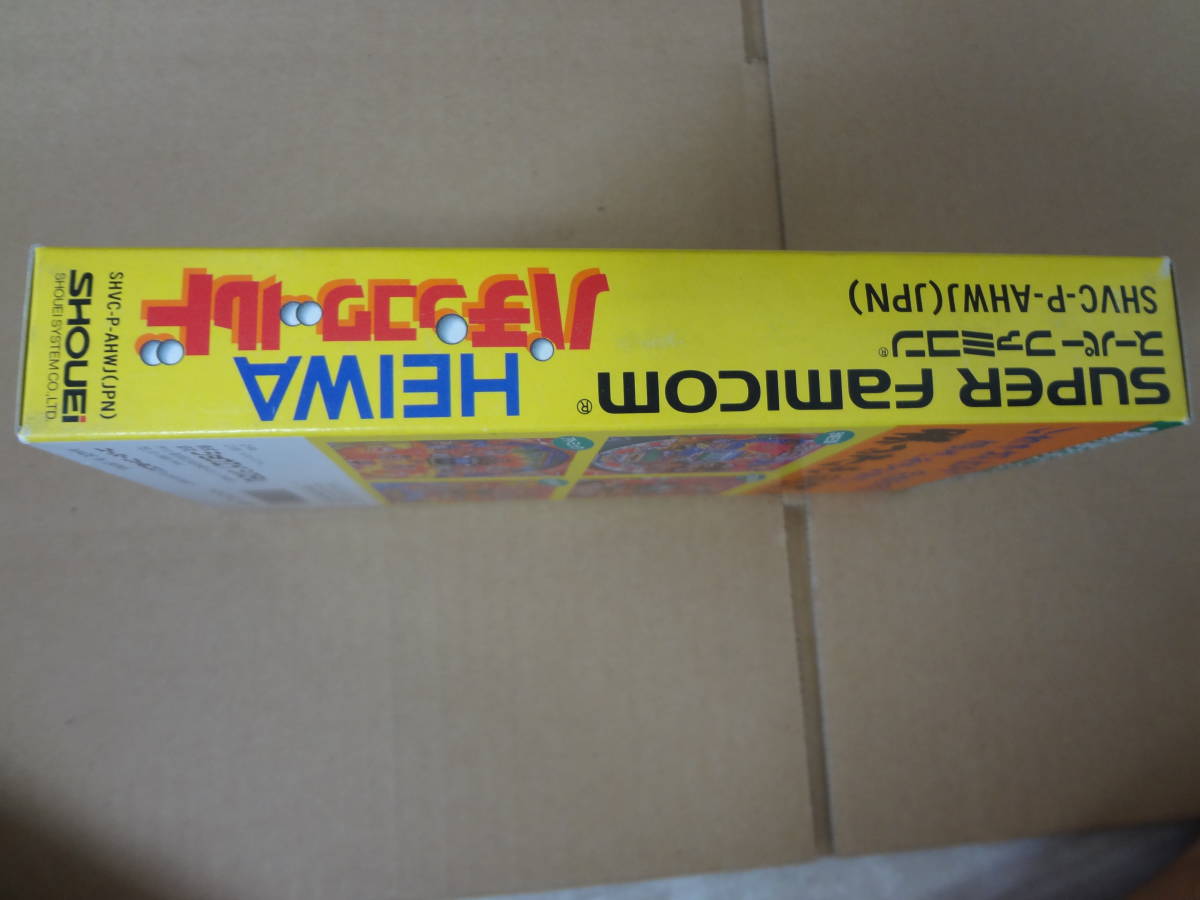 SUPER FAMICOM®
スーパーファミコン®
SHVC-P-AHWJ(JPN)
HEIWA
パチンコワールド
SHVC-P-AHWJ(JPN)
SHOUEI
SHOUEI SYSTEM CO.,LTD.